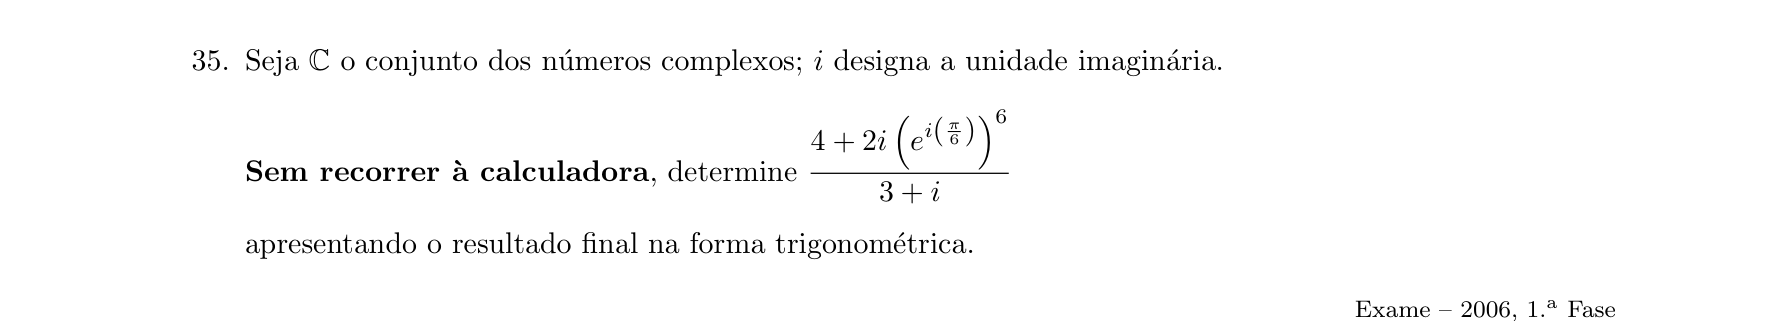 35. Seja ℂ o conjunto dos números complexos; i designa a unidade imaginária.
Sem recorrer à calculadora, determine \frac{4 + 2i \left(e^{i\left(\frac{\pi}{6}\right)}\right)^6}{3 + i}
apresentando o resultado final na forma trigonométrica.
Exame – 2006, 1.ª Fase